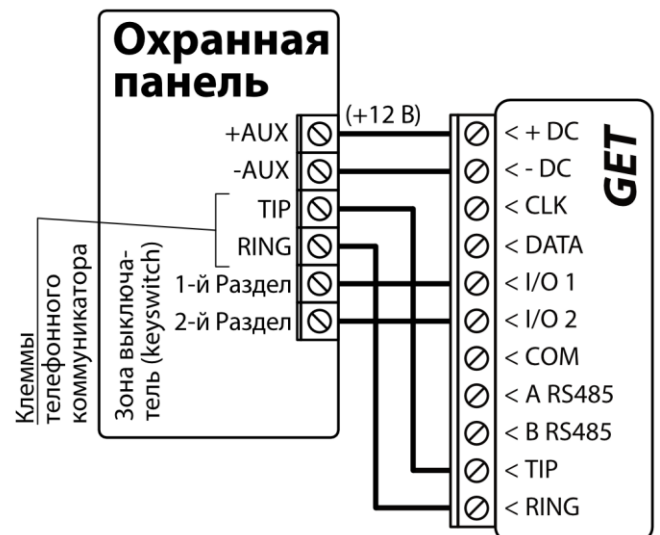 Охранная
панель
+AUX
-AUX
TIP
RING
1-й Раздел
2-й Раздел
Клеммы
телефонного
коммуникатора
Зона выключа-
тель (keyswitch)
(+12 В)
GET
< + DC
< - DC
< CLK
< DATA
< I/O 1
< I/O 2
< COM
< A RS485
< B RS485
< TIP
< RING